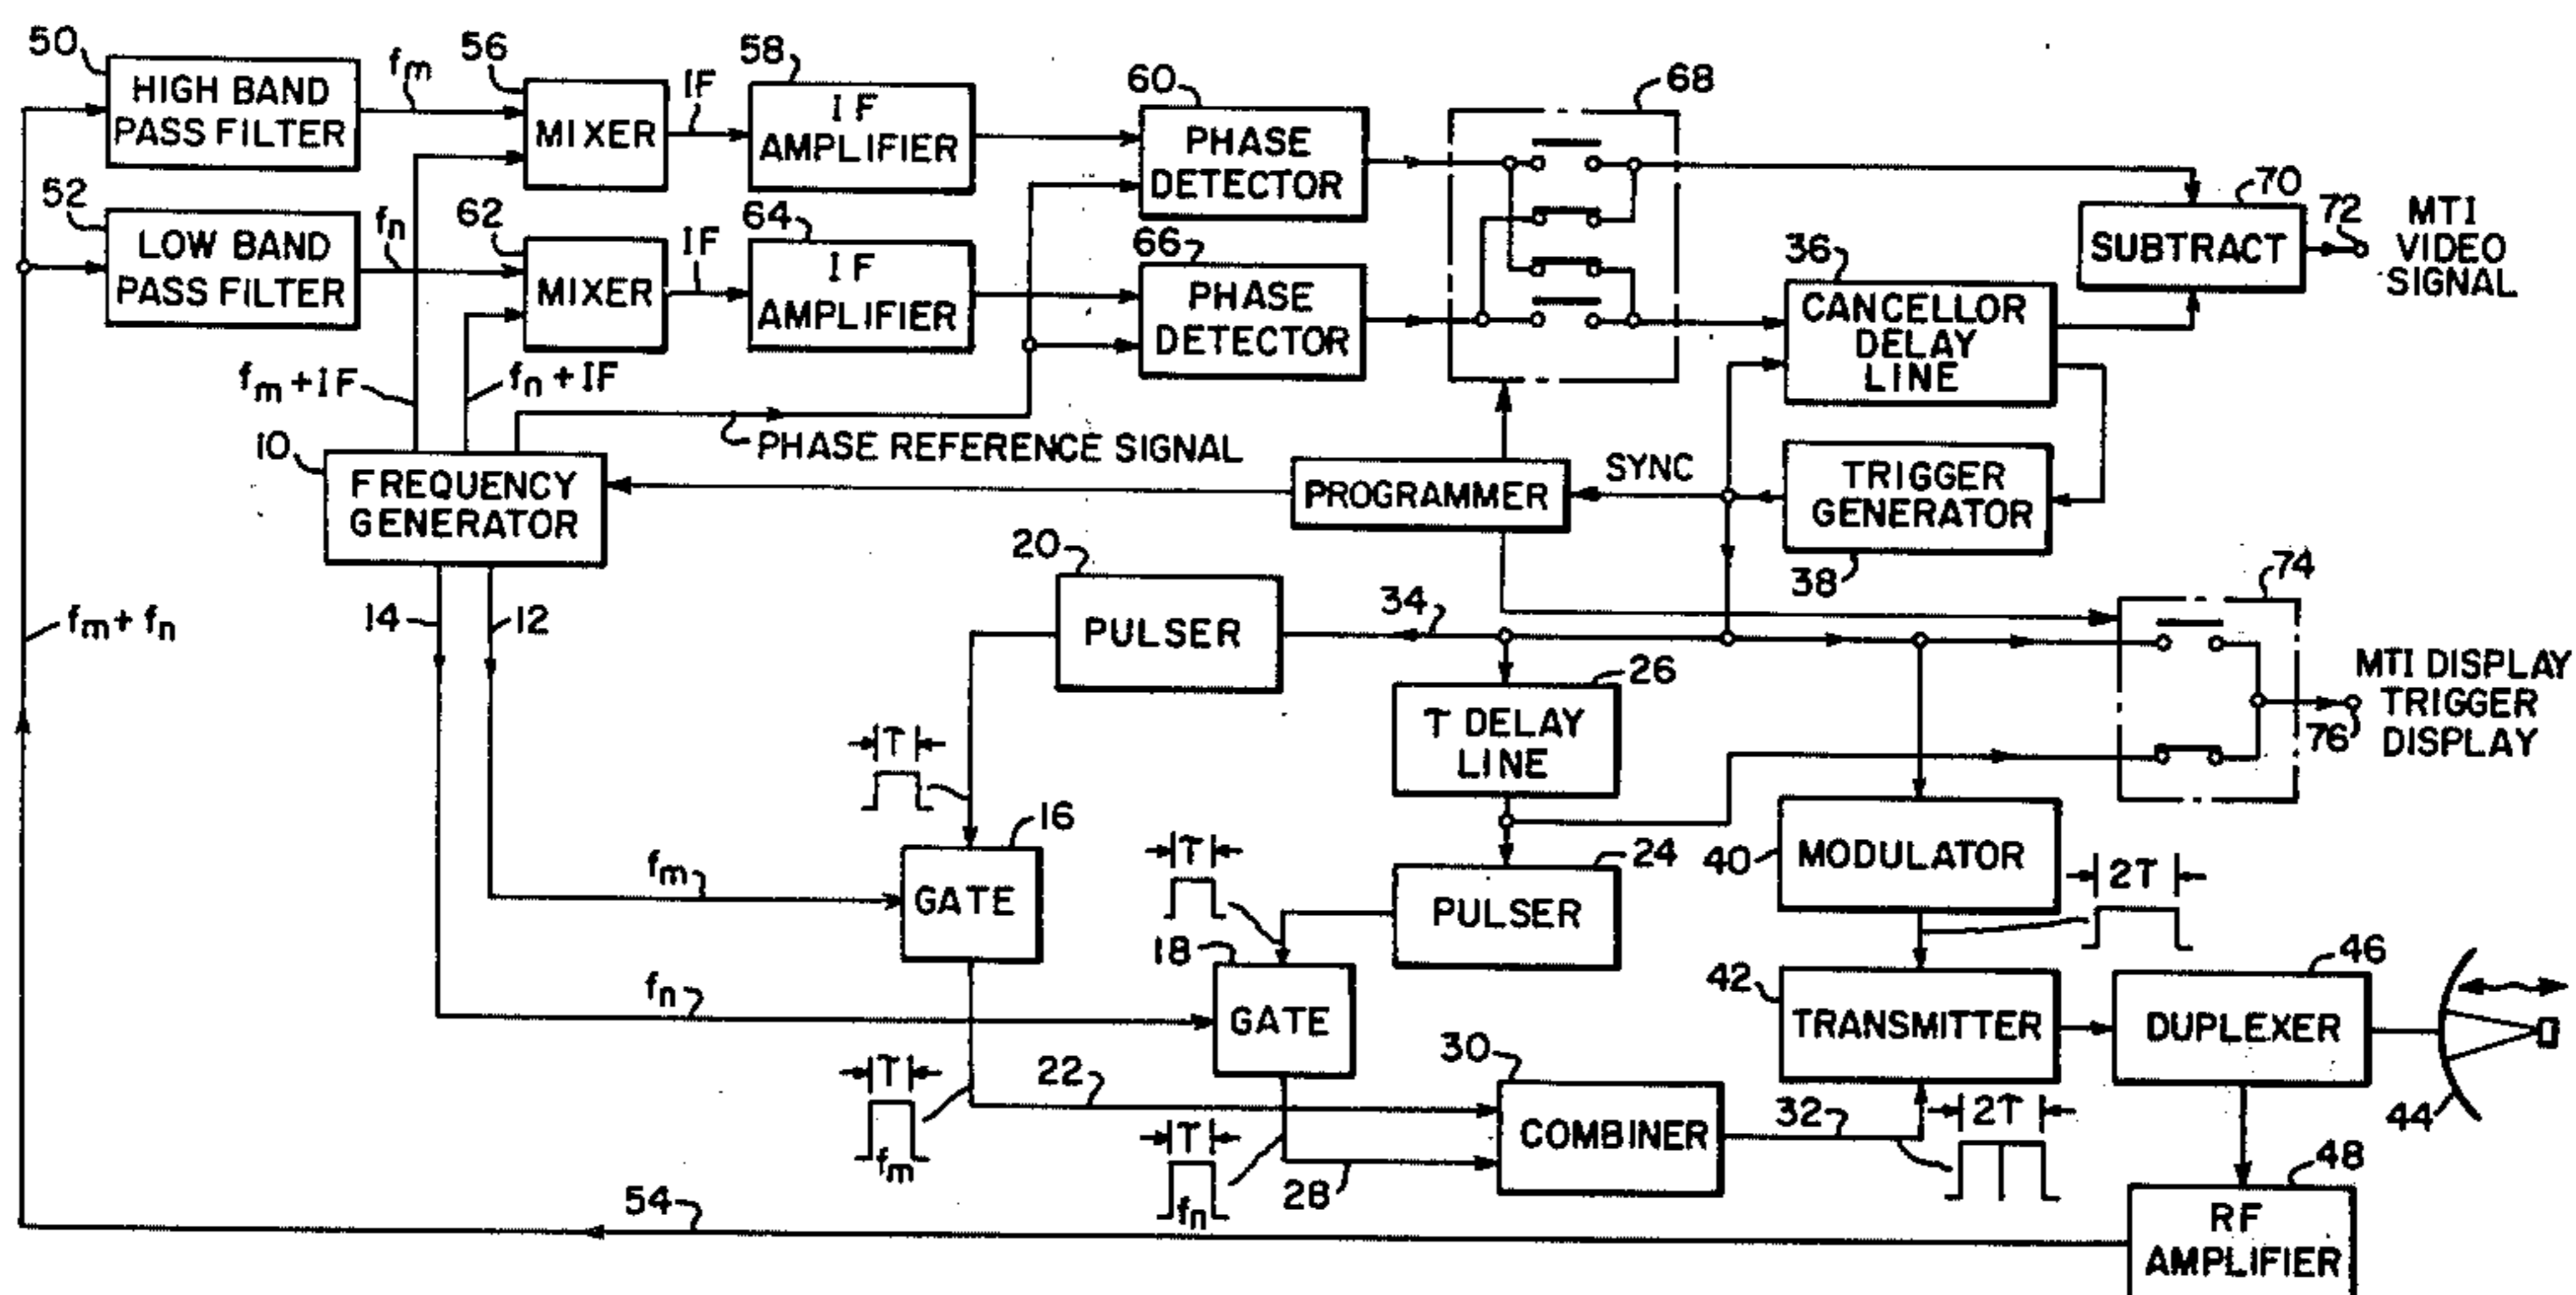 50
HIGH BAND
PASS FILTER
fm
56
MIXER
IF
58
IF
AMPLIFIER
60
PHASE
DETECTOR
68
52
LOW BAND
PASS FILTER
fn
62
MIXER
IF
64
IF
AMPLIFIER
66
PHASE
DETECTOR
36
CANCELLOR
DELAY
LINE
70
SUBTRACT
72
MTI
VIDEO
SIGNAL
fm+IF
fn+IF
PHASE REFERENCE SIGNAL
10
FREQUENCY
GENERATOR
PROGRAMMER
SYNC
TRIGGER
GENERATOR
38
74
fm+fn
14
12
20
PULSER
34
26
T DELAY
LINE
MTI DISPLAY
TRIGGER
DISPLAY
76
T
16
GATE
fm
T
24
PULSER
40
MODULATOR
2T
18
GATE
fn
42
TRANSMITTER
46
DUPLEXER
44
T
fm
22
T
fn
28
30
COMBINER
32
2T
48
RF
AMPLIFIER
54